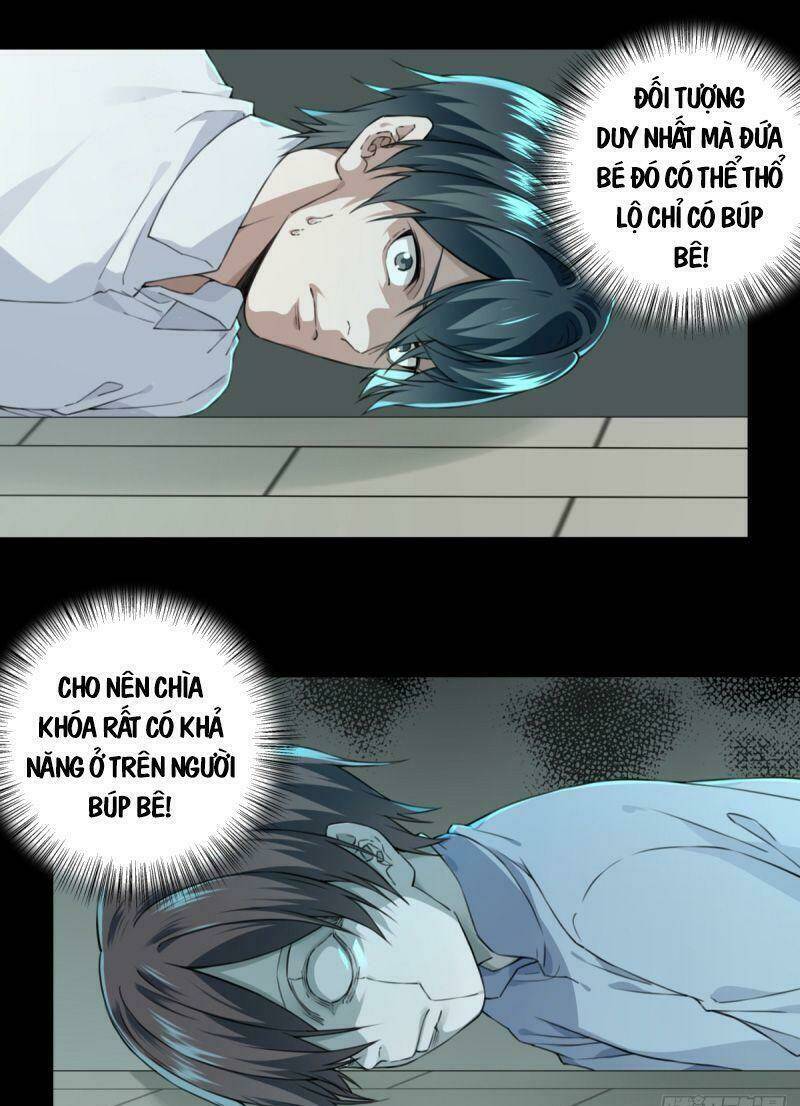 ĐỐI TƯỢNG
DUY NHẤT MÀ ĐỨA
BÉ ĐÓ CÓ THỂ THỔ
LỘ CHỈ CÓ BÚP
BÊ!
CHO NÊN CHÌA
KHÓA RẤT CÓ KHẢ
NĂNG Ở TRÊN NGƯỜI
BÚP BÊ!